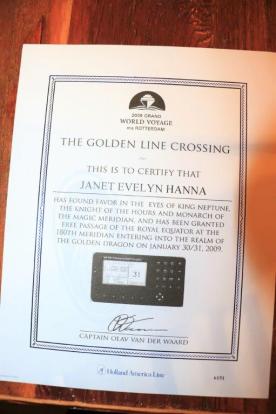 2009 GRAND
WORLD VOYAGE
ms ROTTERDAM
THE GOLDEN LINE CROSSING
THIS IS TO CERTIFY THAT
JANET EVELYN HANNA
HAS FOUND FAVOR IN THE EYES OF KING NEPTUNE,
THE KNIGHT OF THE HOURS AND MONARCH OF
THE MAGIC MERIDIAN, AND HAS BEEN GRANTED
FREE PASSAGE OF THE ROYAL EQUATOR AT THE
180TH MERIDIAN ENTERING INTO THE REALM OF
THE GOLDEN DRAGON ON JANUARY 30/31, 2009.
CAPTAIN OLAV VAN DER WAARD
Holland America Line